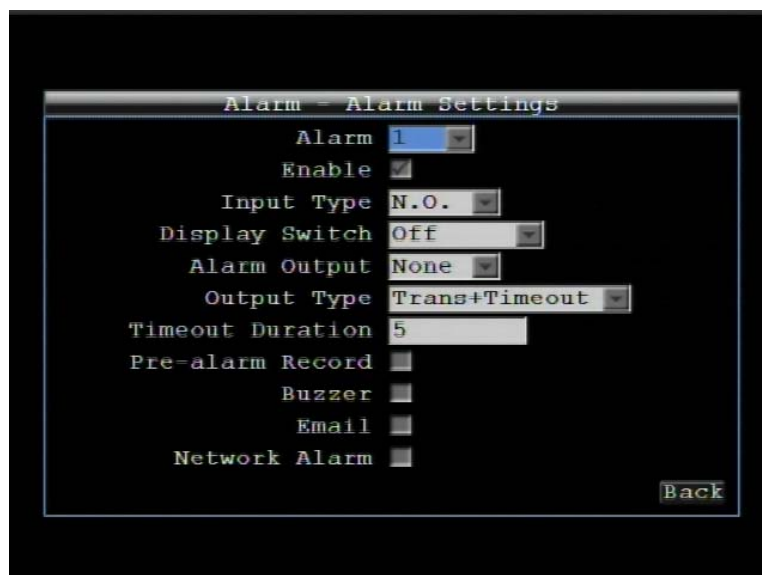 Alarm - Alarm Settings
Alarm 1
Enable
Input Type N.O.
Display Switch Off
Alarm Output None
Output Type Trans+Timeout
Timeout Duration 5
Pre-alarm Record
Buzzer
Email
Network Alarm
Back